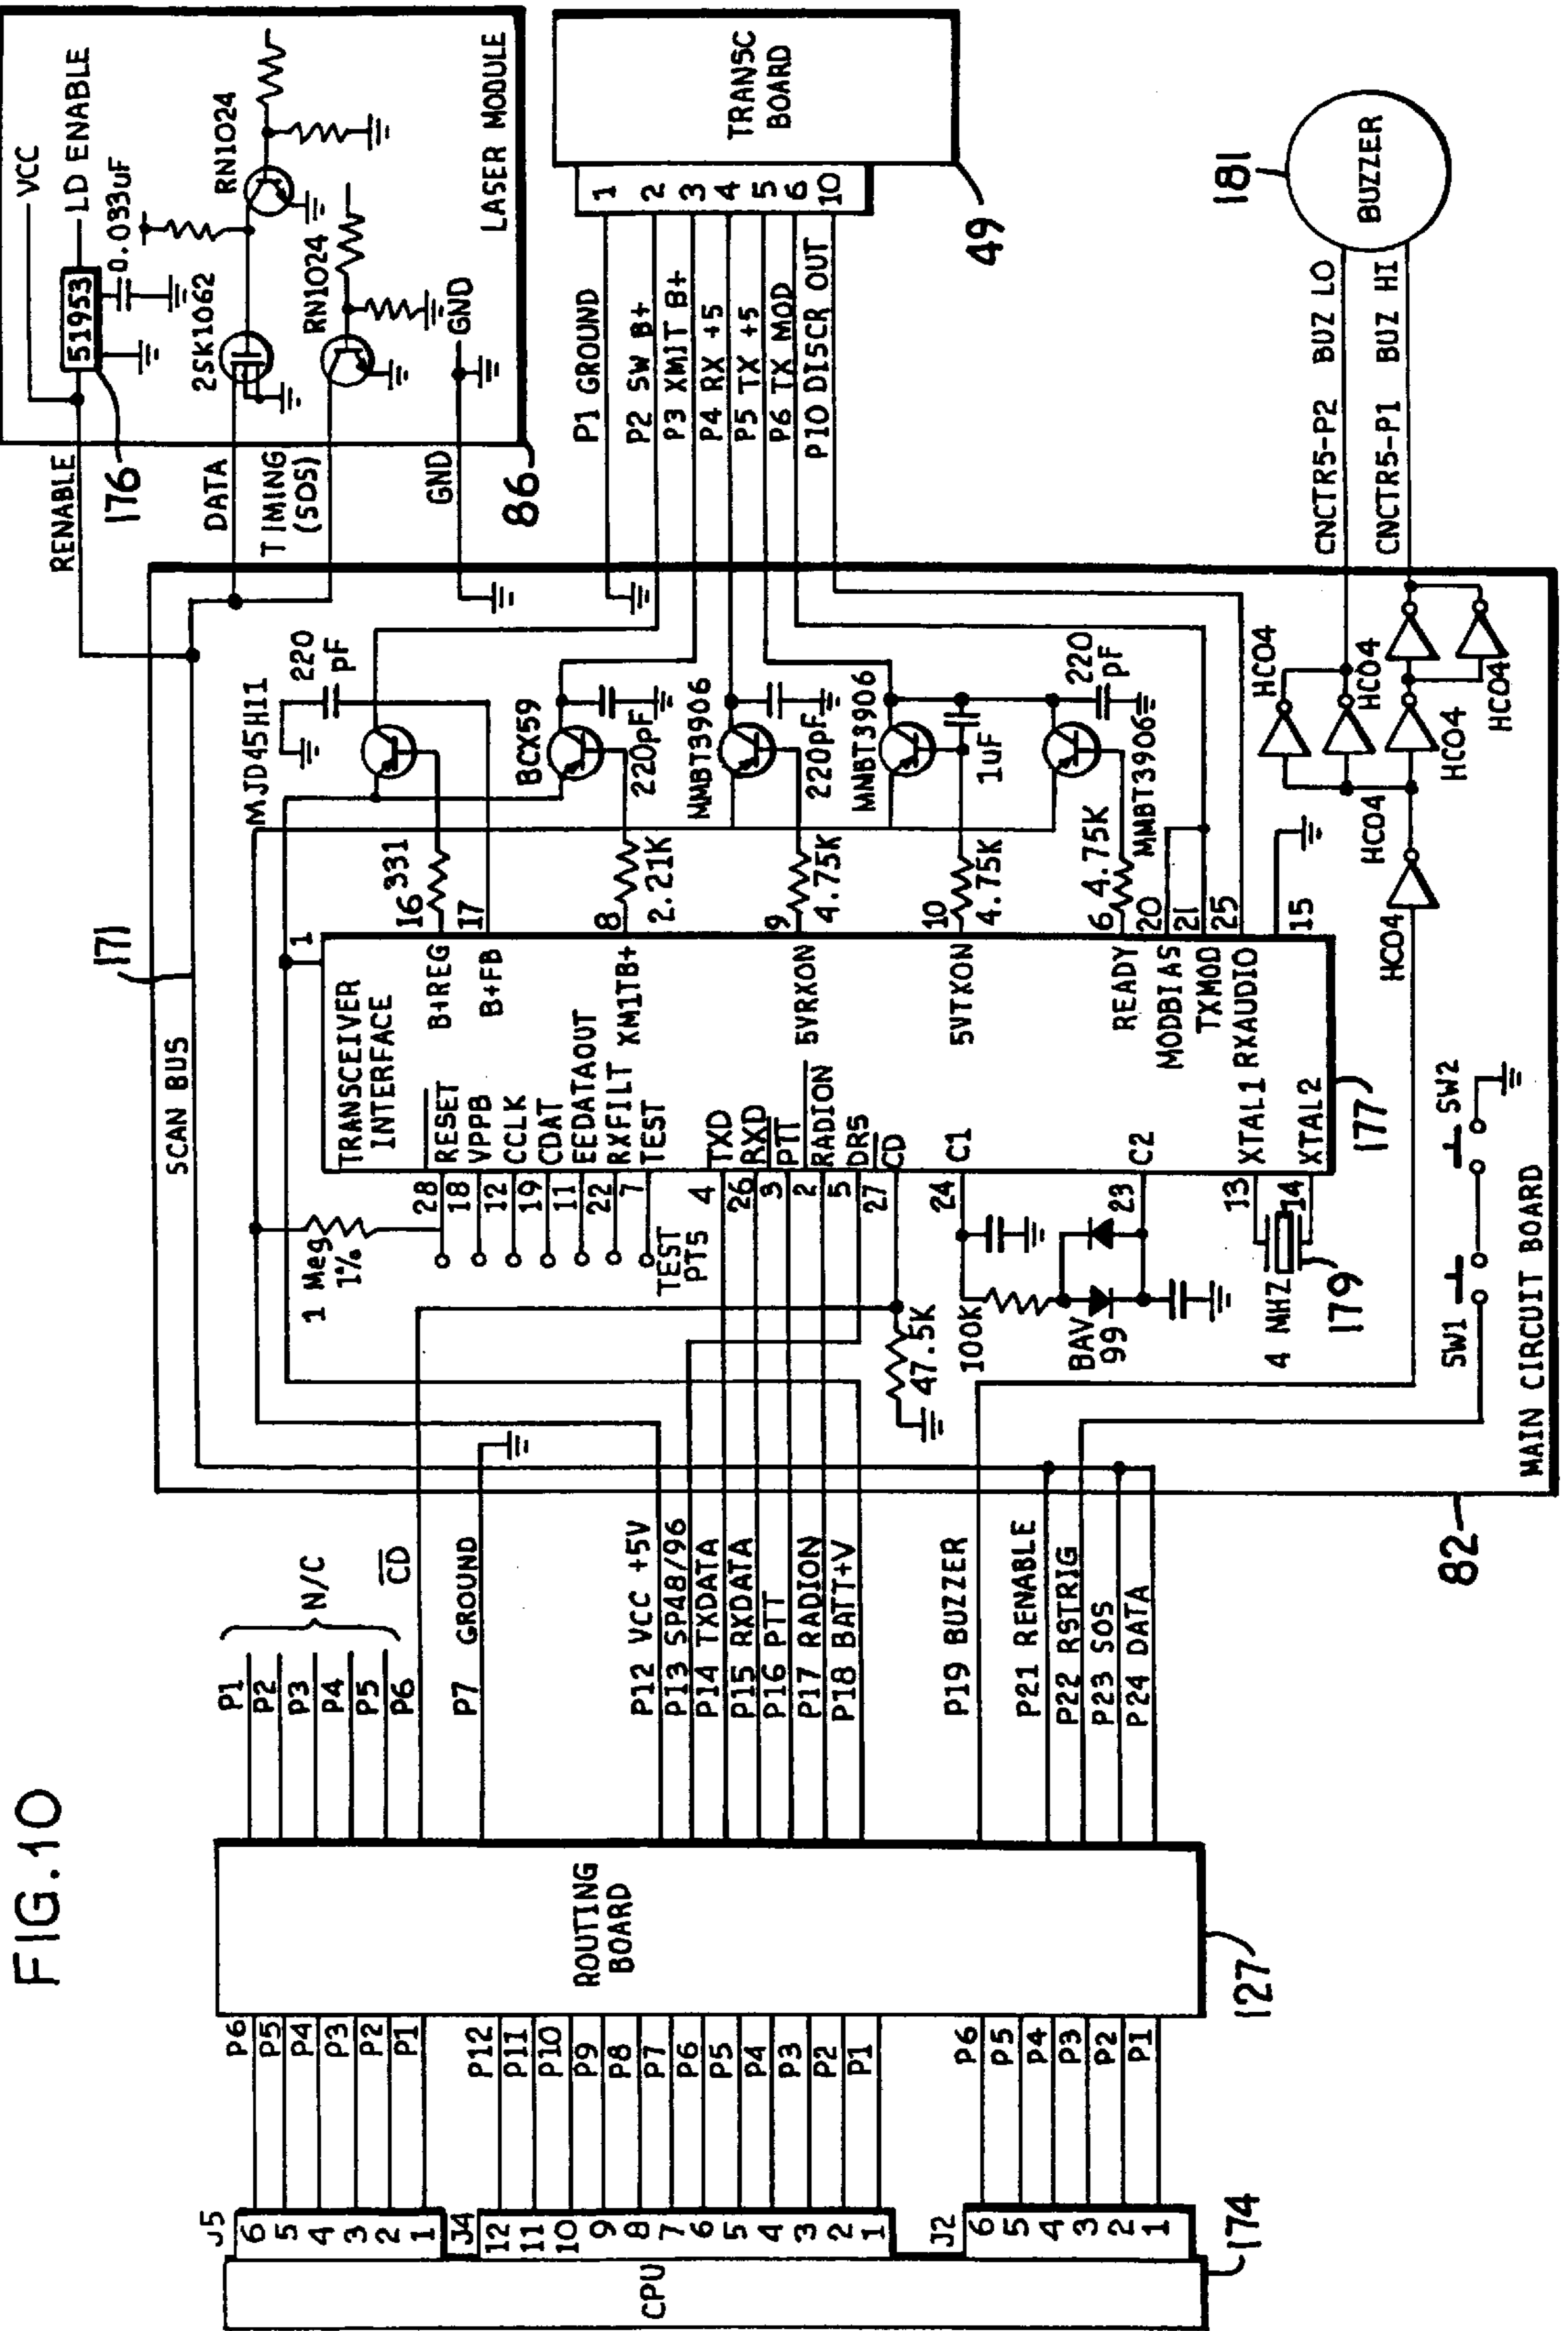 FIG.10
CPU
174
J5
6
5
4
3
2
1
J4
12
11
10
9
8
7
6
5
4
3
2
1
J2
6
5
4
3
2
1
P6
P5
P4
P3
P2
P1
P12
P11
P10
P9
P8
P7
P6
P5
P4
P3
P2
P1
P6
P5
P4
P3
P2
P1
ROUTING
BOARD
127
P1
P2
P3
P4
P5
P6
N/C
CD
P7 GROUND
P12 VCC +5V
P13 SP48/96
P14 TXDATA
P15 RXDATA
P16 PTT
P17 RADION
P18 BATT+V
P19 BUZZER
P21 RENABLE
P22 RSTRIG
P23 SOS
P24 DATA
82
MAIN CIRCUIT BOARD
SCAN BUS
171
1 Meg
1%
TEST
PTS
28
18
12
19
11
22
7
4
26
3
2
5
27
24
23
13
14
TRANSCEIVER
INTERFACE
RESET
VPPB
CCLK
CDAT
EEDATAOUT
RXFILT
TEST
TXD
RXD
PTT
RADION
DRS
CD
C1
C2
XTAL1
XTAL2
B+REG
B+FB
XM1TB+
5VRXON
5VTXON
READY
MODBIAS
TXMOD
RXAUDIO
177
47.5K
100K
BAV
99
4 MHZ
179
SW1
SW2
1
16
17
8
9
10
6
20
21
25
15
331
2.21K
4.75K
4.75K
4.75K
MJD45H11
220
pF
BCX59
220pF
MMBT3906
220pF
MNBT3906
1uF
220
pF
MMBT3906
HC04
HC04
HC04
HC04
HC04
HC04
HC04
CNCTR5-P2 BUZ LO
CNCTR5-P1 BUZ HI
BUZZER
181
RENABLE
DATA
TIMING
(SOS)
GND
176
86
VCC
51953
LD ENABLE
0.033uF
2SK1062
RN1024
RN1024
GND
LASER MODULE
P1 GROUND
P2 SW B+
P3 XMIT B+
P4 RX +5
P5 TX +5
P6 TX MOD
P10 DISCR OUT
1
2
3
4
5
6
10
TRANSC
BOARD
49